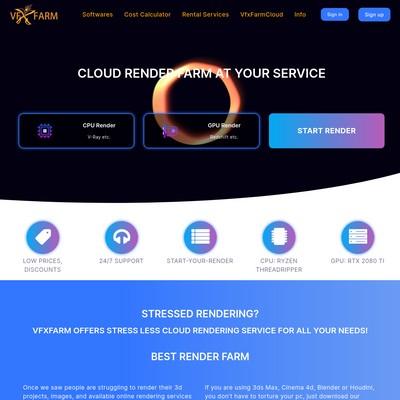 VFX FARM
Softwares Cost Calculator Rental Services VfxFarmCloud Info Sign in Sign up
CLOUD RENDER FARM AT YOUR SERVICE
CPU Render
V-Ray etc.
GPU Render
Redshift etc.
START RENDER
LOW PRICES,
DISCOUNTS
24/7 SUPPORT
START-YOUR-RENDER
CPU: RYZEN
THREADRIPPER
GPU: RTX 2080 TI
STRESSED RENDERING?
VFXFARM OFFERS STRESS LESS CLOUD RENDERING SERVICE FOR ALL YOUR NEEDS!
BEST RENDER FARM
Once we saw people are struggling to render their 3d
projects, images, and available online rendering services
If you are using 3ds Max, Cinema 4d, Blender or Houdini,
you don't have to torture your pc, just download our